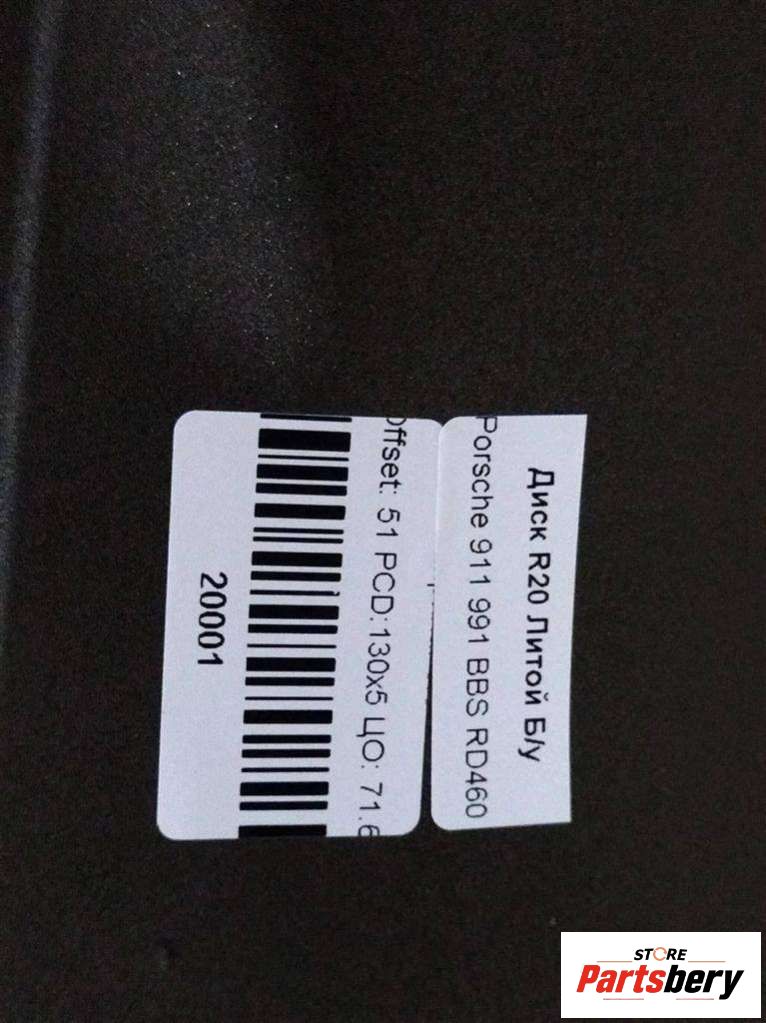 Диск R20 Литой Б/у
Porsche 911 991 BBS RD460
Offset: 51 PCD:130x5 ЦО: 71.6
20001
STORE
Partsbery